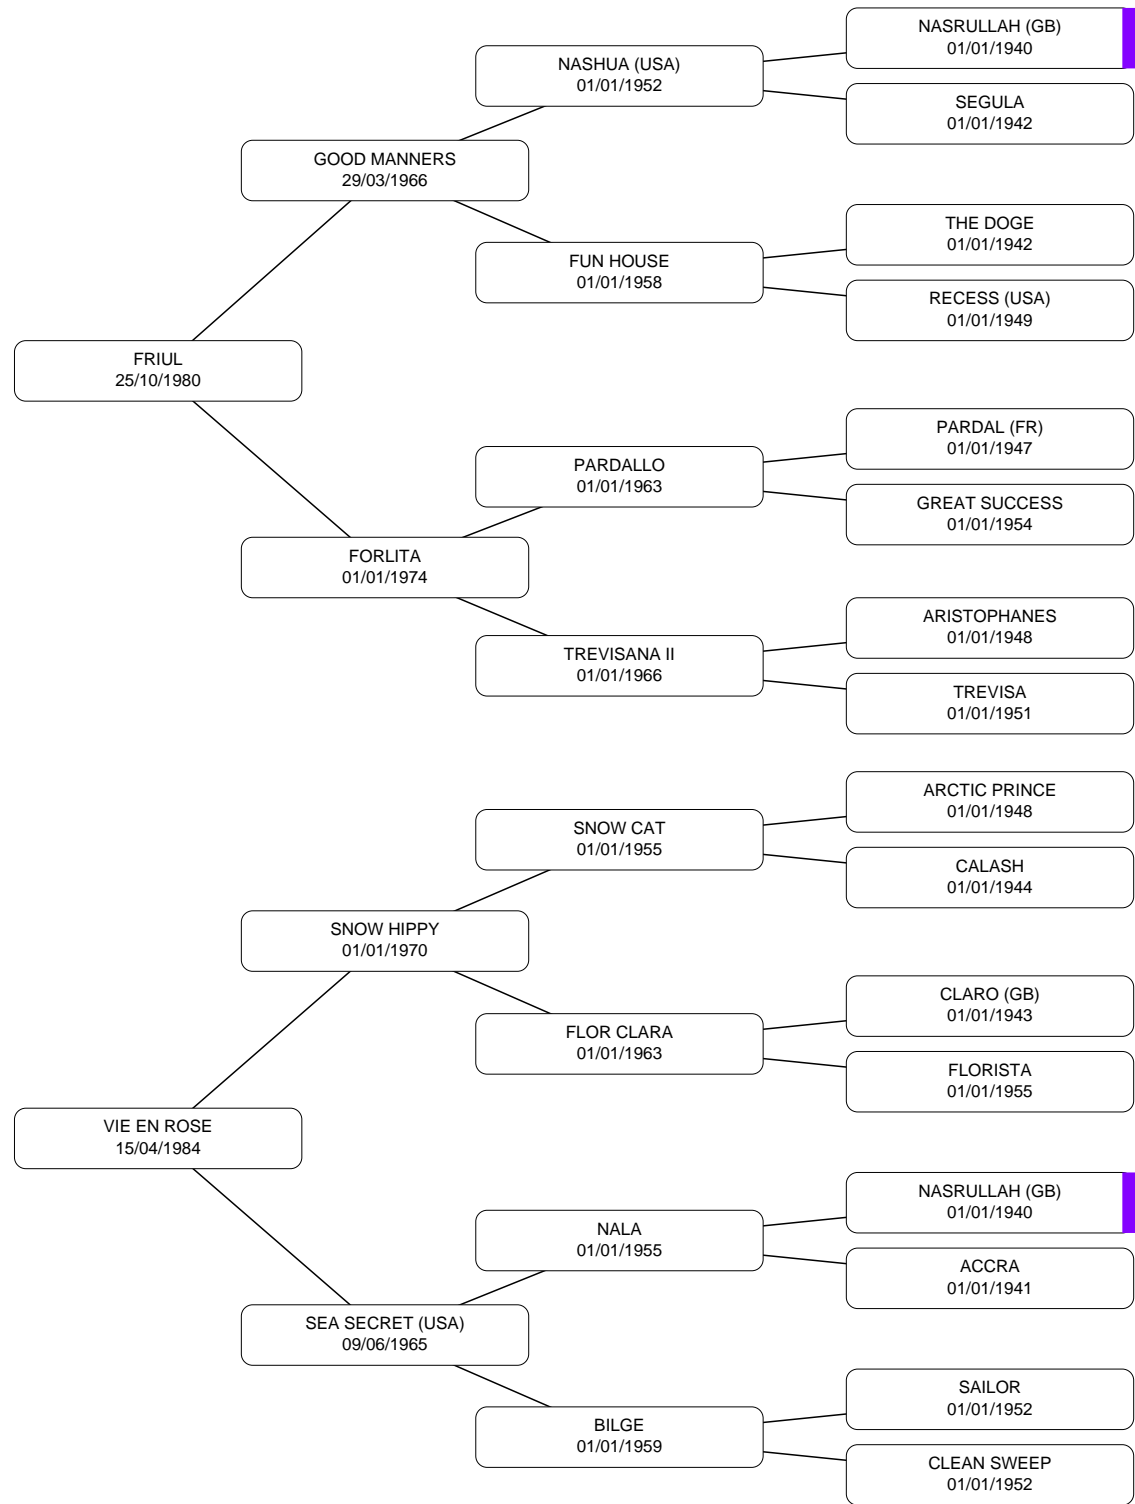 NASRULLAH (GB)
01/01/1940
NASHUA (USA)
01/01/1952
SEGULA
01/01/1942
GOOD MANNERS
29/03/1966
THE DOGE
01/01/1942
FUN HOUSE
01/01/1958
RECESS (USA)
01/01/1949
FRIUL
25/10/1980
PARDAL (FR)
01/01/1947
PARDALLO
01/01/1963
GREAT SUCCESS
01/01/1954
FORLITA
01/01/1974
ARISTOPHANES
01/01/1948
TREVISANA II
01/01/1966
TREVISA
01/01/1951
ARCTIC PRINCE
01/01/1948
SNOW CAT
01/01/1955
CALASH
01/01/1944
SNOW HIPPY
01/01/1970
CLARO (GB)
01/01/1943
FLOR CLARA
01/01/1963
FLORISTA
01/01/1955
VIE EN ROSE
15/04/1984
NASRULLAH (GB)
01/01/1940
NALA
01/01/1955
ACCRA
01/01/1941
SEA SECRET (USA)
09/06/1965
SAILOR
01/01/1952
BILGE
01/01/1959
CLEAN SWEEP
01/01/1952